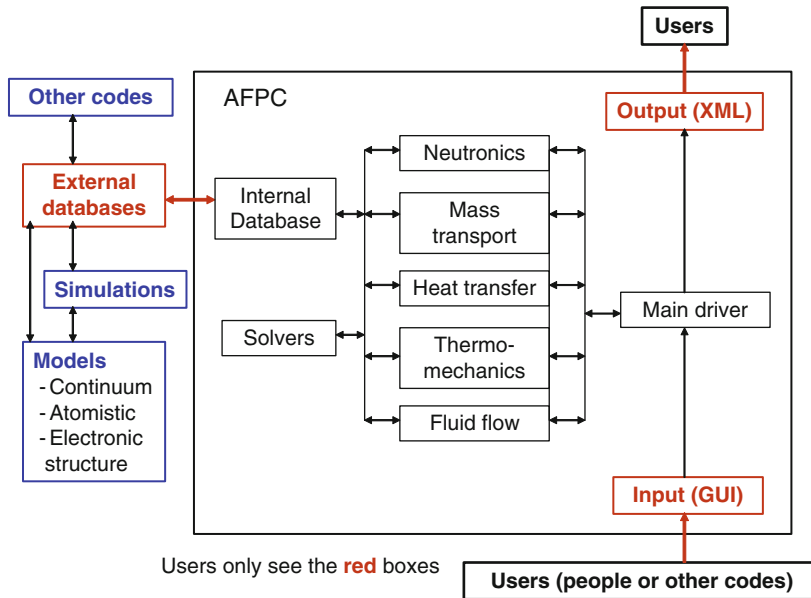 Users
AFPC
Other codes
Output (XML)
External
databases
Internal
Database
Neutronics
Mass
transport
Simulations
Heat transfer
Main driver
Solvers
Thermo-
mechanics
Models
- Continuum
- Atomistic
- Electronic
structure
Fluid flow
Input (GUI)
Users only see the red boxes
Users (people or other codes)